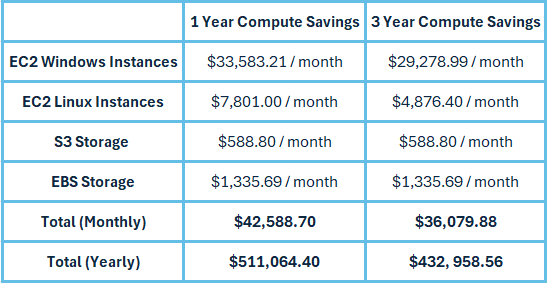 1 Year Compute Savings 3 Year Compute Savings
EC2 Windows Instances $33,583.21 / month $29,278.99 / month
EC2 Linux Instances $7,801.00 / month $4,876.40 / month
S3 Storage $588.80 / month $588.80 / month
EBS Storage $1,335.69 / month $1,335.69 / month
Total (Monthly) $42,588.70 $36,079.88
Total (Yearly) $511,064.40 $432, 958.56